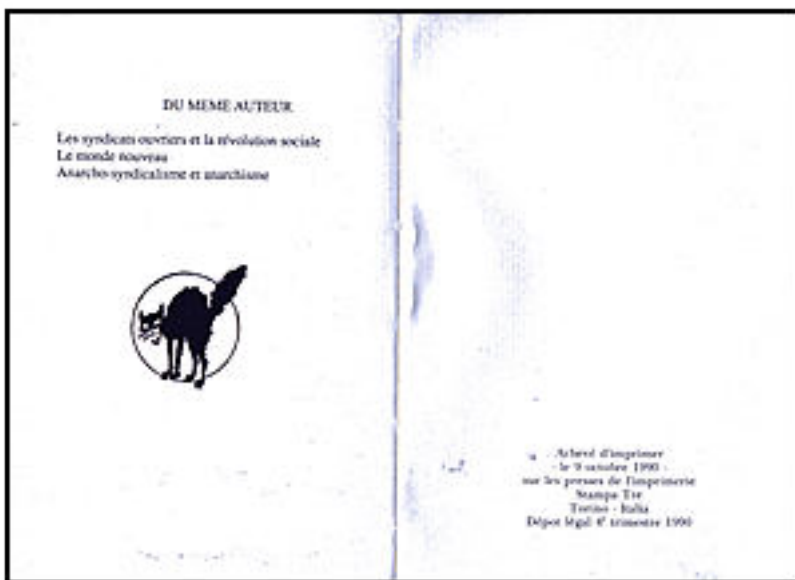 DU MEME AUTEUR
Les syndicats ouvriers et la révolution sociale
Le monde nouveau
Anarcho-syndicalisme et anarchisme
Achevé d'imprimer
le 9 octobre 1990
sur les presses de l'imprimerie
Stampa Tre
Torino - Italia
Dépot légal 4e trimestre 1990